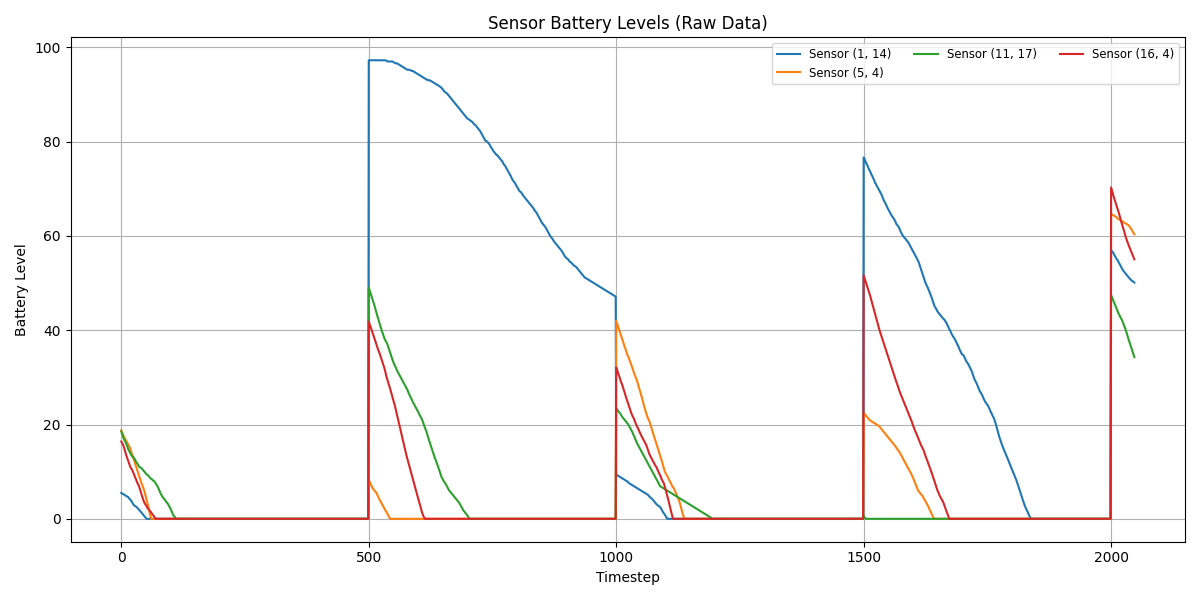 Sensor Battery Levels (Raw Data)
Sensor (1, 14)
Sensor (5, 4)
Sensor (11, 17)
Sensor (16, 4)
Battery Level
100
80
60
40
20
0
0 500 1000 1500 2000
Timestep